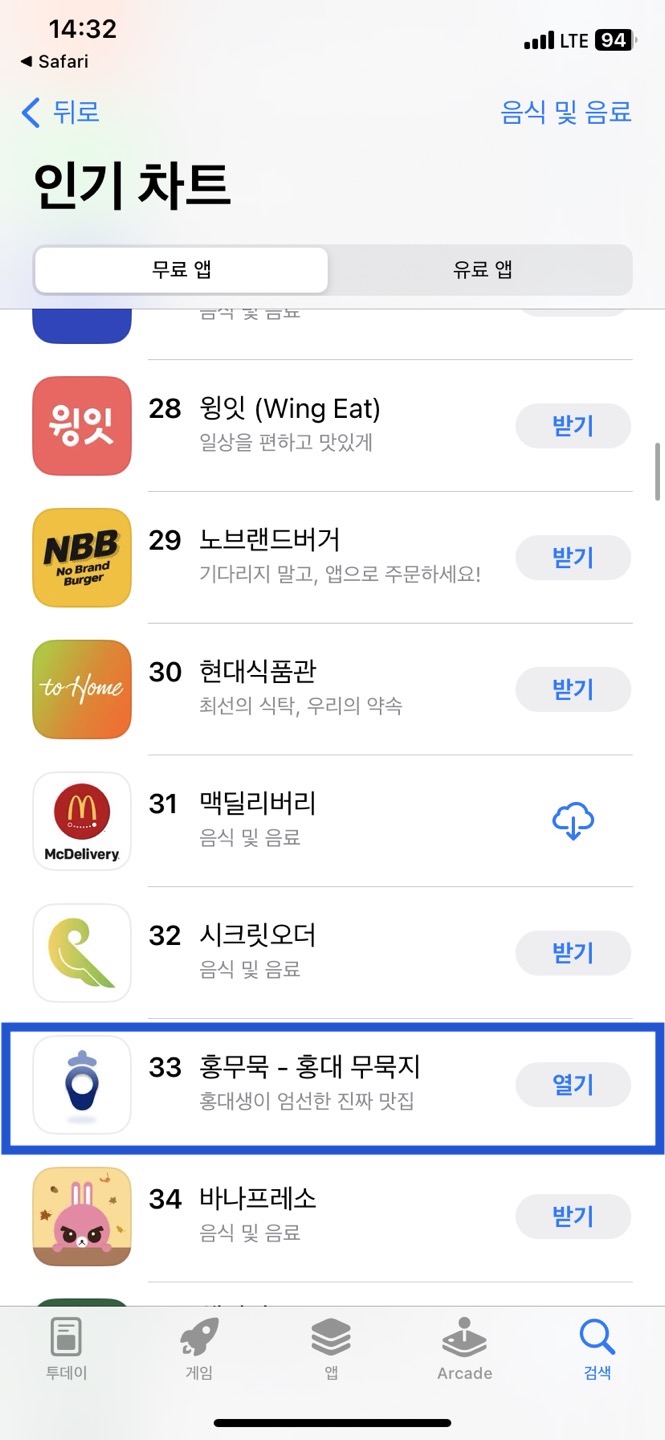 14:32
LTE 94
◀ Safari
뒤로
음식 및 음료
인기 차트
무료 앱
유료 앱
음식 및 음료
윙잇
28 윙잇 (Wing Eat)
일상을 편하고 맛있게
받기
NBB
No Brand
Burger
29 노브랜드버거
기다리지 말고, 앱으로 주문하세요!
받기
to Home
30 현대식품관
최선의 식탁, 우리의 약속
받기
McDelivery
31 맥딜리버리
음식 및 음료
32 시크릿오더
음식 및 음료
받기
33 홍무묵 - 홍대 무묵지
홍대생이 엄선한 진짜 맛집
열기
34 바나프레소
음식 및 음료
받기
투데이
게임
앱
Arcade
검색